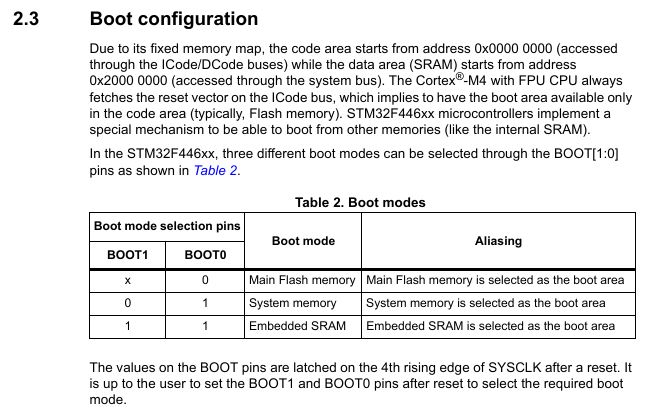 2.3 Boot configuration
Due to its fixed memory map, the code area starts from address 0x0000 0000 (accessed
through the ICode/DCode buses) while the data area (SRAM) starts from address
0x2000 0000 (accessed through the system bus). The Cortex®-M4 with FPU CPU always
fetches the reset vector on the ICode bus, which implies to have the boot area available only
in the code area (typically, Flash memory). STM32F446xx microcontrollers implement a
special mechanism to be able to boot from other memories (like the internal SRAM).
In the STM32F446xx, three different boot modes can be selected through the BOOT[1:0]
pins as shown in Table 2.
Table 2. Boot modes
Boot mode selection pins Boot mode Aliasing
BOOT1 BOOT0
x 0 Main Flash memory Main Flash memory is selected as the boot area
0 1 System memory System memory is selected as the boot area
1 1 Embedded SRAM Embedded SRAM is selected as the boot area
The values on the BOOT pins are latched on the 4th rising edge of SYSCLK after a reset. It
is up to the user to set the BOOT1 and BOOT0 pins after reset to select the required boot
mode.